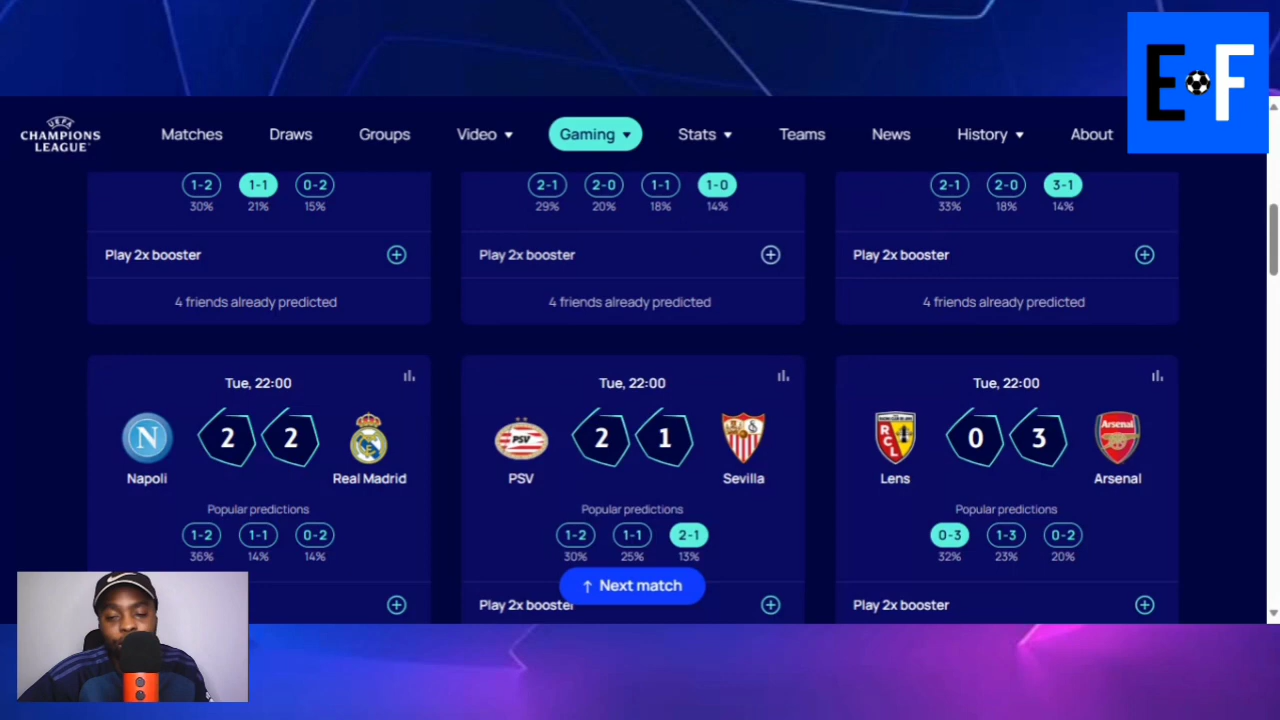 E F
UEFA
CHAMPIONS
LEAGUE
Matches Draws Groups Video Gaming Stats Teams News History About
1-2 1-1 0-2 2-1 2-0 1-1 1-0 2-1 2-0 3-1
30% 21% 15% 29% 20% 18% 14% 33% 18% 14%
Play 2x booster Play 2x booster Play 2x booster
4 friends already predicted 4 friends already predicted 4 friends already predicted
Tue, 22:00 Tue, 22:00 Tue, 22:00
N 2 2 PSV 2 1 RCL 0 3 Arsenal
Napoli Real Madrid PSV Sevilla Lens Arsenal
Popular predictions Popular predictions Popular predictions
1-2 1-1 0-2 1-2 1-1 2-1 0-3 1-3 0-2
36% 14% 14% 30% 25% 13% 32% 23% 20%
↑ Next match
Play 2x booster Play 2x booster